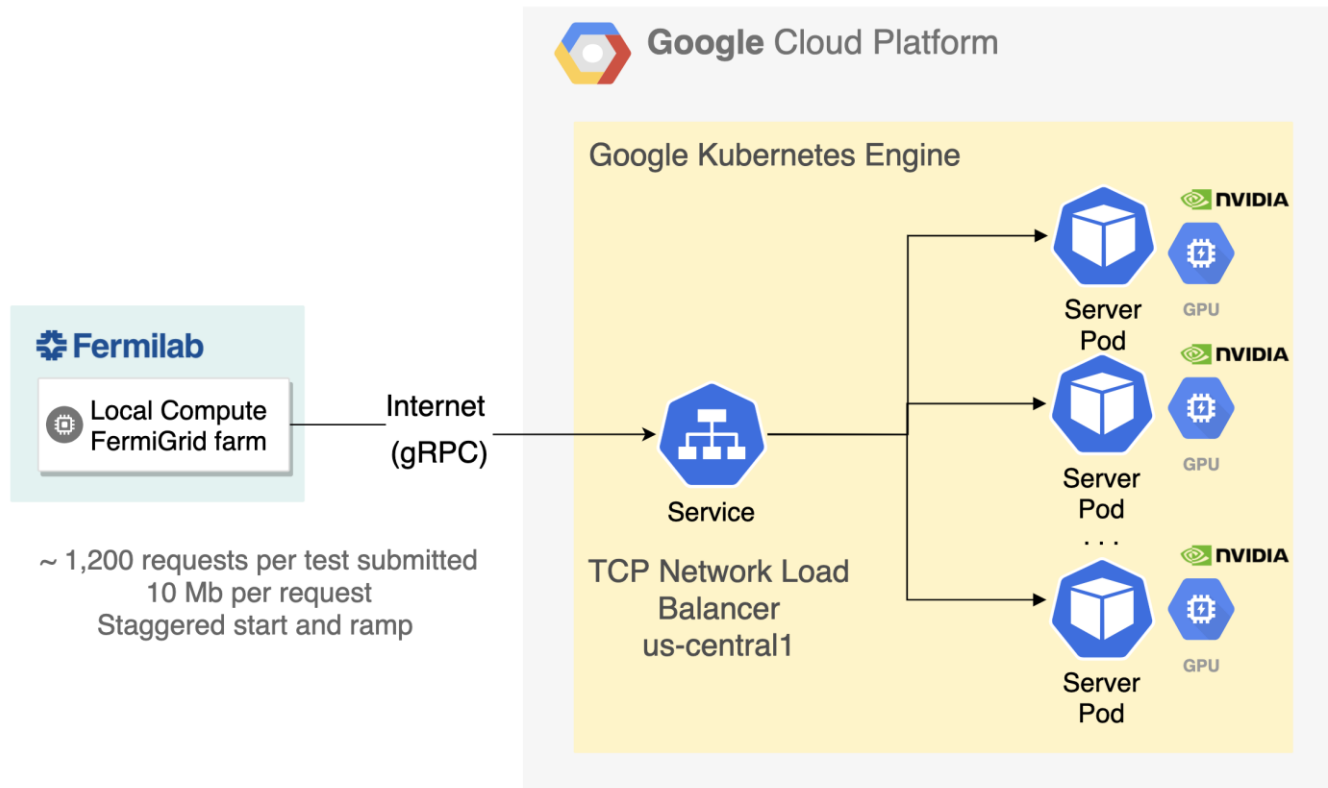 Google Cloud Platform
Google Kubernetes Engine
NVIDIA
GPU
Server
Pod
NVIDIA
GPU
Server
Pod
. . .
NVIDIA
GPU
Server
Pod
Fermilab
Local Compute
FermiGrid farm
Internet
(gRPC)
Service
TCP Network Load
Balancer
us-central1
~ 1,200 requests per test submitted
10 Mb per request
Staggered start and ramp